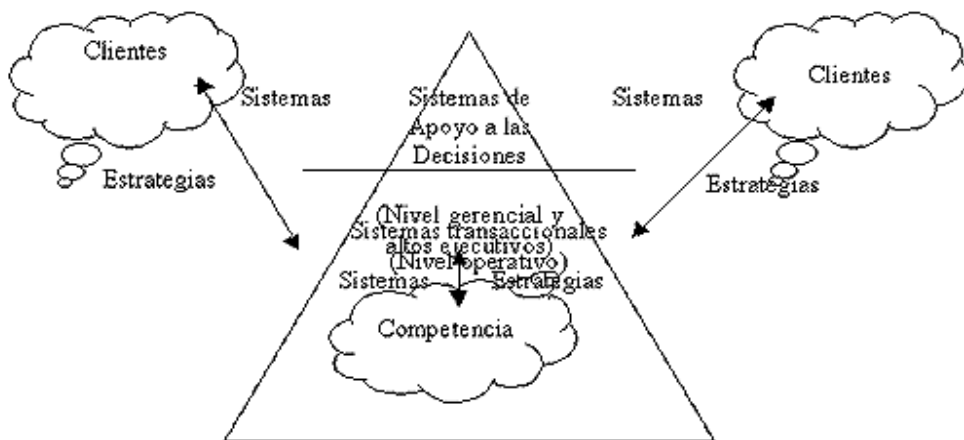 Clientes
Clientes
Sistemas
Sistemas de
Sistemas
Apoyo a las
Decisiones
Estrategias
Estrategias
(Nivel gerencial y
Sistemas transaccionales
altos ejecutivos)
(Nivel operativo)
Sistemas
Estrategias
Competencia